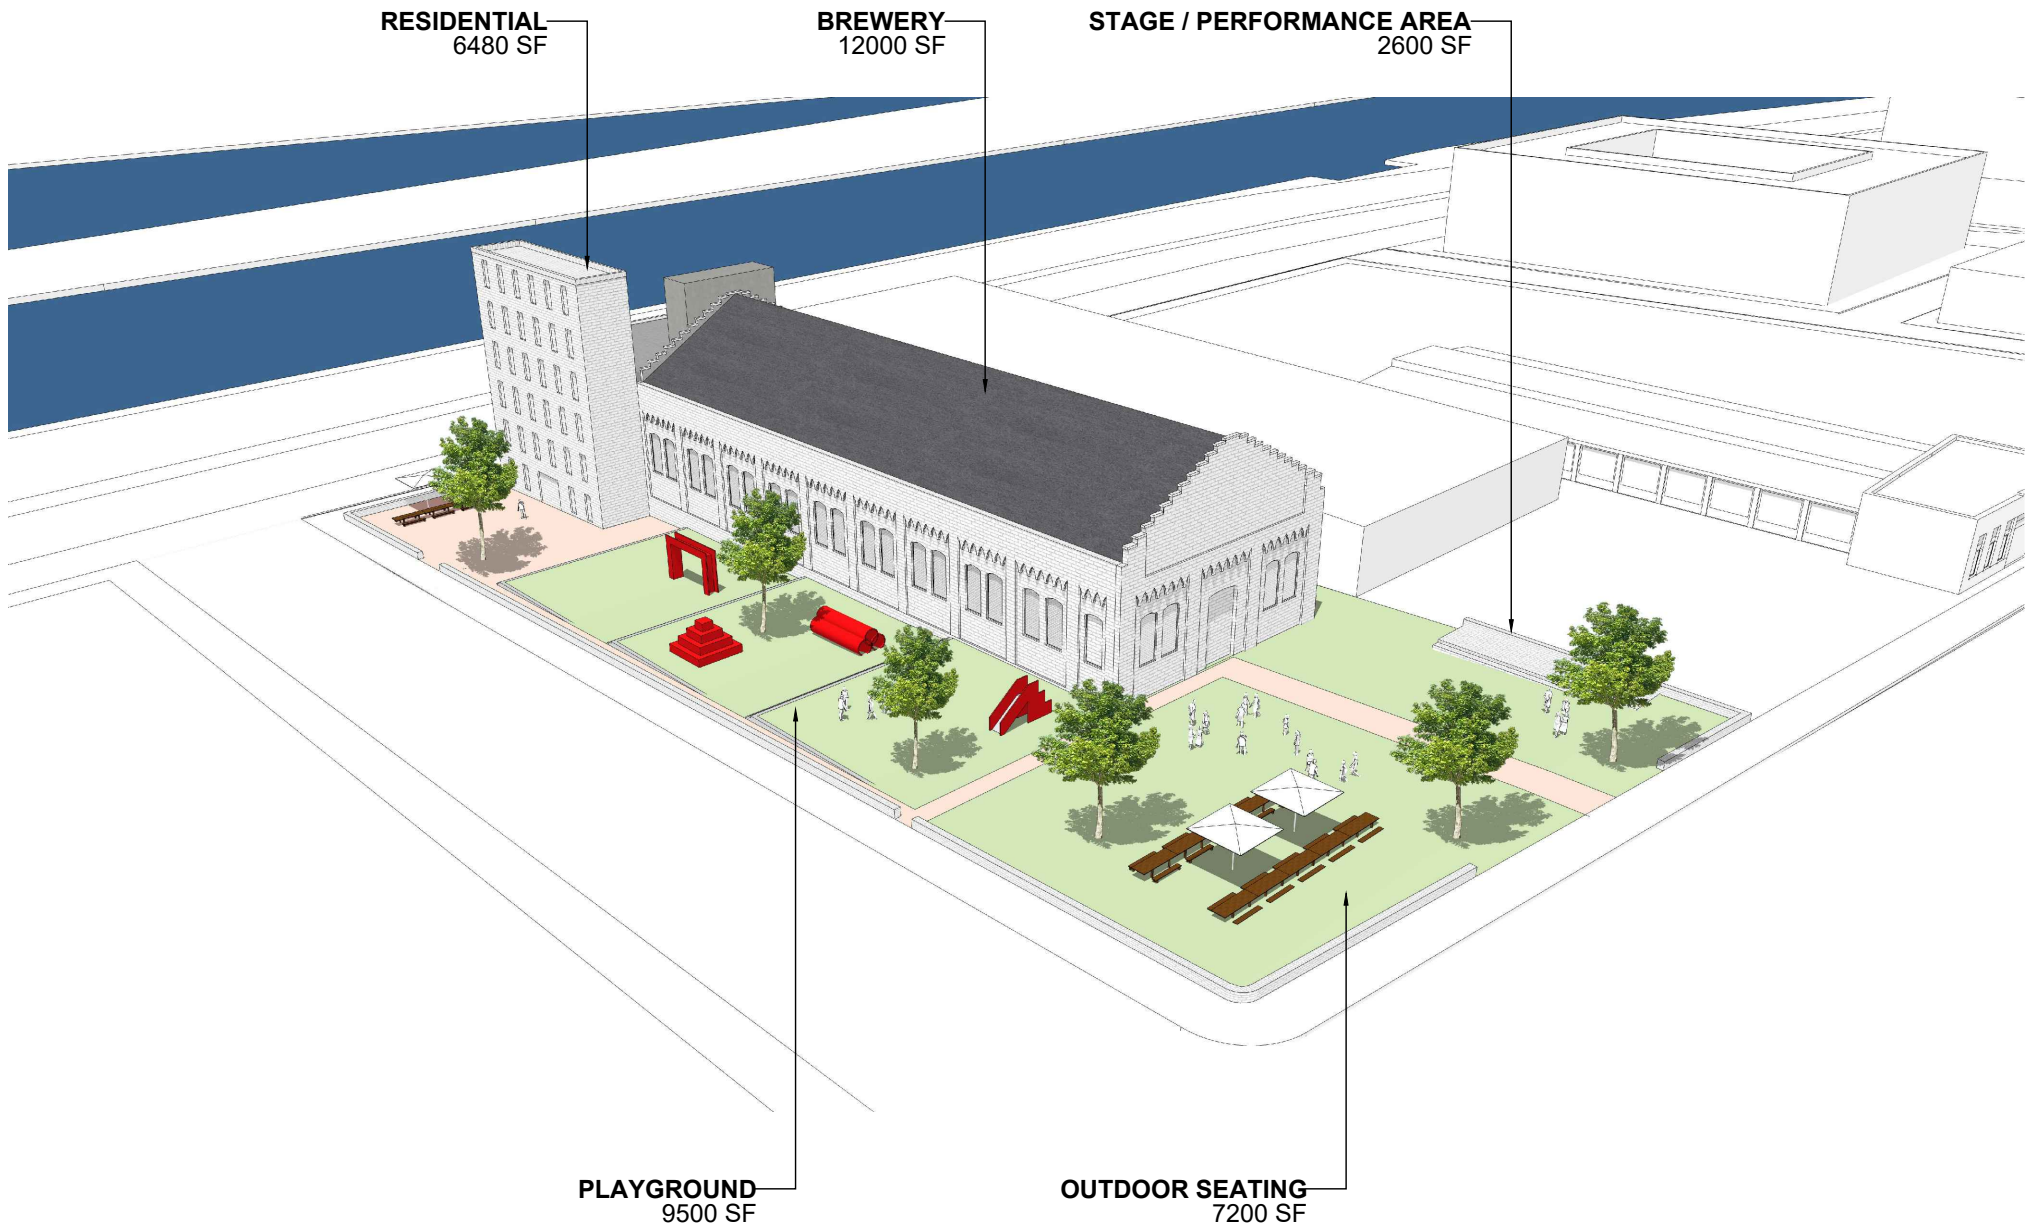 RESIDENTIAL
6480 SF
BREWERY
12000 SF
STAGE / PERFORMANCE AREA
2600 SF
PLAYGROUND
9500 SF
OUTDOOR SEATING
7200 SF